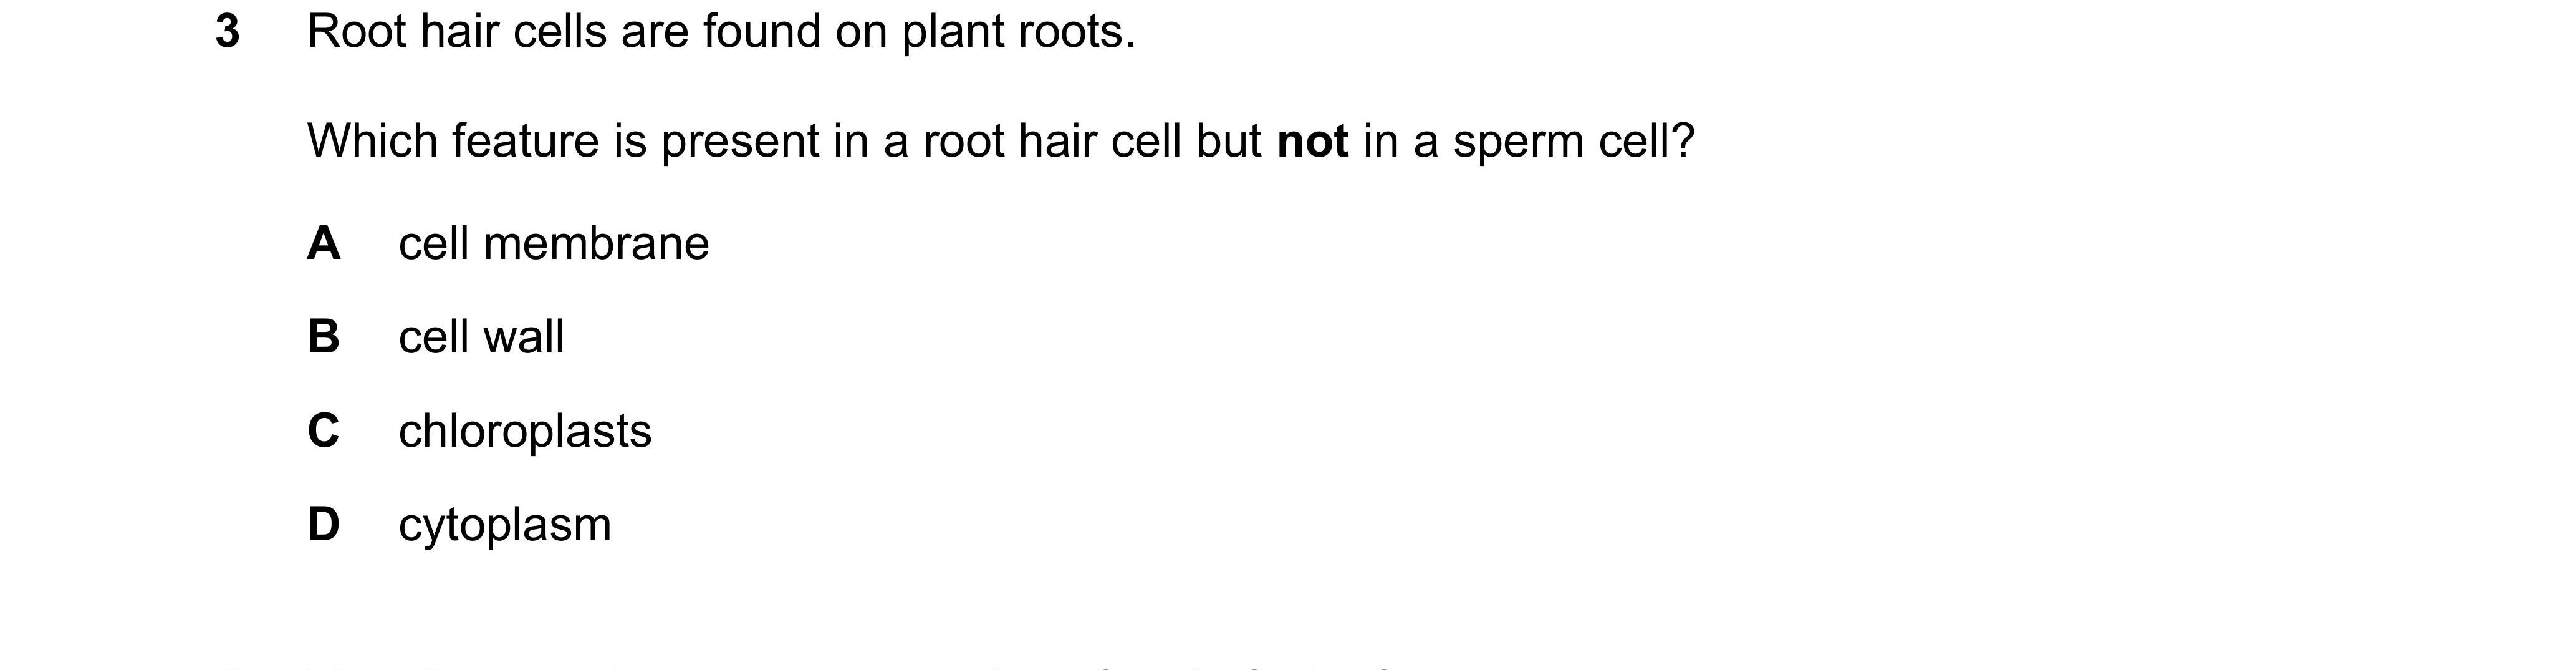 3 Root hair cells are found on plant roots.
Which feature is present in a root hair cell but not in a sperm cell?
A cell membrane
B cell wall
C chloroplasts
D cytoplasm